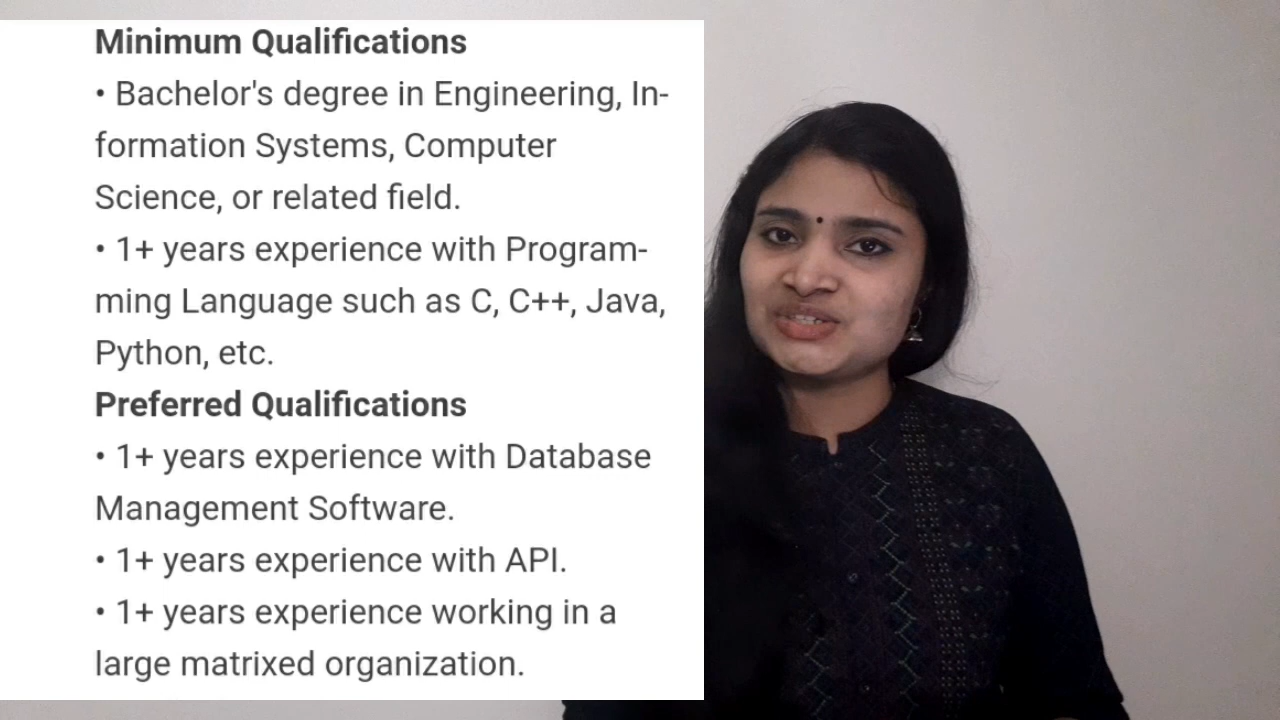 Minimum Qualifications
• Bachelor's degree in Engineering, In-
formation Systems, Computer
Science, or related field.
• 1+ years experience with Program-
ming Language such as C, C++, Java,
Python, etc.
Preferred Qualifications
• 1+ years experience with Database
Management Software.
• 1+ years experience with API.
• 1+ years experience working in a
large matrixed organization.